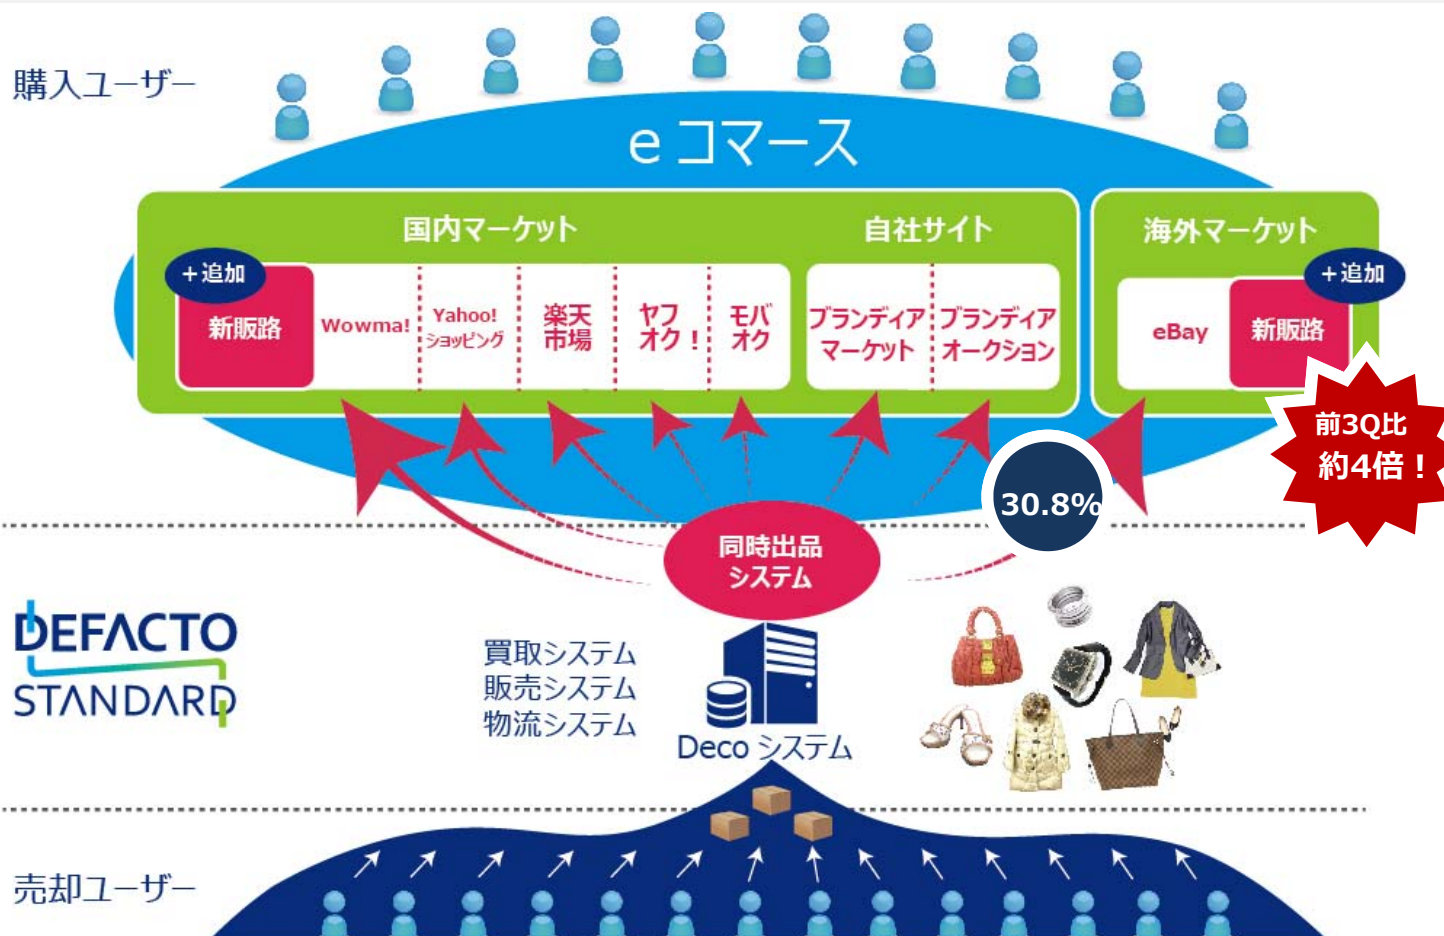 購入ユーザー
e コマース
国内マーケット
自社サイト
海外マーケット
＋追加
＋追加
新販路
Wowma!
Yahoo!
ショッピング
楽天
市場
ヤフ
オク！
モバ
オク
ブランディア
マーケット
ブランディア
オークション
eBay
新販路
前3Q比
約4倍！
30.8%
同時出品
システム
DEFACTO
STANDARD
買取システム
販売システム
物流システム
Deco システム
売却ユーザー